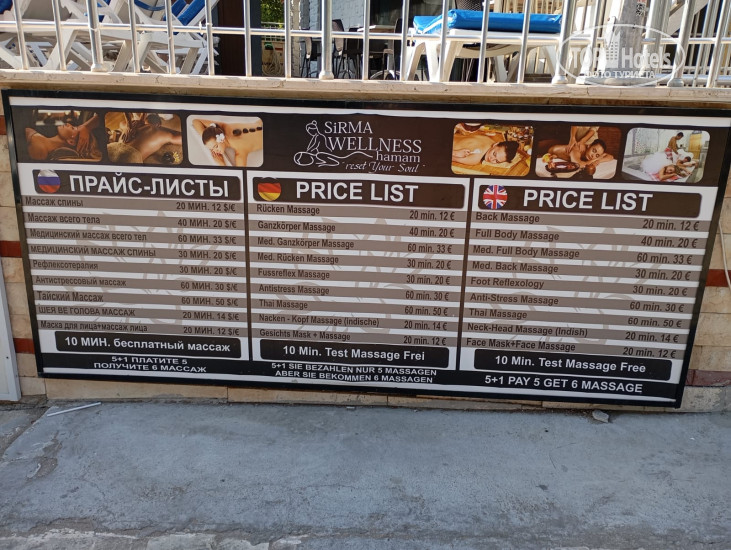 TopHotels
ЛАТО ТУРИСТА
SiRMA
WELLNESS
hamam
"reset Your Soul"
ПРАЙС-ЛИСТЫ
Массаж спины 20 МИН. 12 $/€
Массаж всего тела 40 МИН. 20 $/€
Медицинский массаж всего тел 60 МИН. 33 $/€
МЕДИЦИНСКИЙ МАССАЖ СПИНЫ 30 МИН. 20 $/€
Рефлексотерапия 30 МИН. 20 $/€
Антистрессовый массаж 60 МИН. 30 $/€
Тайский Массаж 60 МИН. 50 $/€
ШЕЯ ВЕ ГОЛОВА МАССАЖ 20 МИН. 14 $/€
Маска для лица+массаж лица 20 МИН. 12 $/€
10 МИН. бесплатный массаж
5+1 ПЛАТИТЕ 5
ПОЛУЧИТЕ 6 МАССАЖ
PRICE LIST
Rücken Massage 20 min. 12 €
Ganzkörper Massage 40 min. 20 €
Med. Ganzkörper Massage 60 min. 33 €
Med. Rücken Massage 30 min. 20 €
Fussreflex Massage 30 min. 20 €
Antistress Massage 60 min. 30 €
Thai Massage 60 min. 50 €
Nacken - Kopf Massage (indische) 20 min. 14 €
Gesichts Mask + Massage 20 min. 12 €
10 Min. Test Massage Frei
5+1 SIE BEZAHLEN NUR 5 MASSAGEN
ABER SIE BEKOMMEN 6 MASSAGEN
PRICE LIST
Back Massage 20 min. 12 €
Full Body Massage 40 min. 20 €
Med. Full Body Massage 60 min. 33 €
Med. Back Massage 30 min. 20 €
Foot Reflexology 30 min. 20 €
Anti-Stress Massage 60 min. 30 €
Thai Massage 60 min. 50 €
Neck-Head Massage (Indish) 20 min. 14 €
Face Mask+Face Massage 20 min. 12 €
10 Min. Test Massage Free
5+1 PAY 5 GET 6 MASSAGE